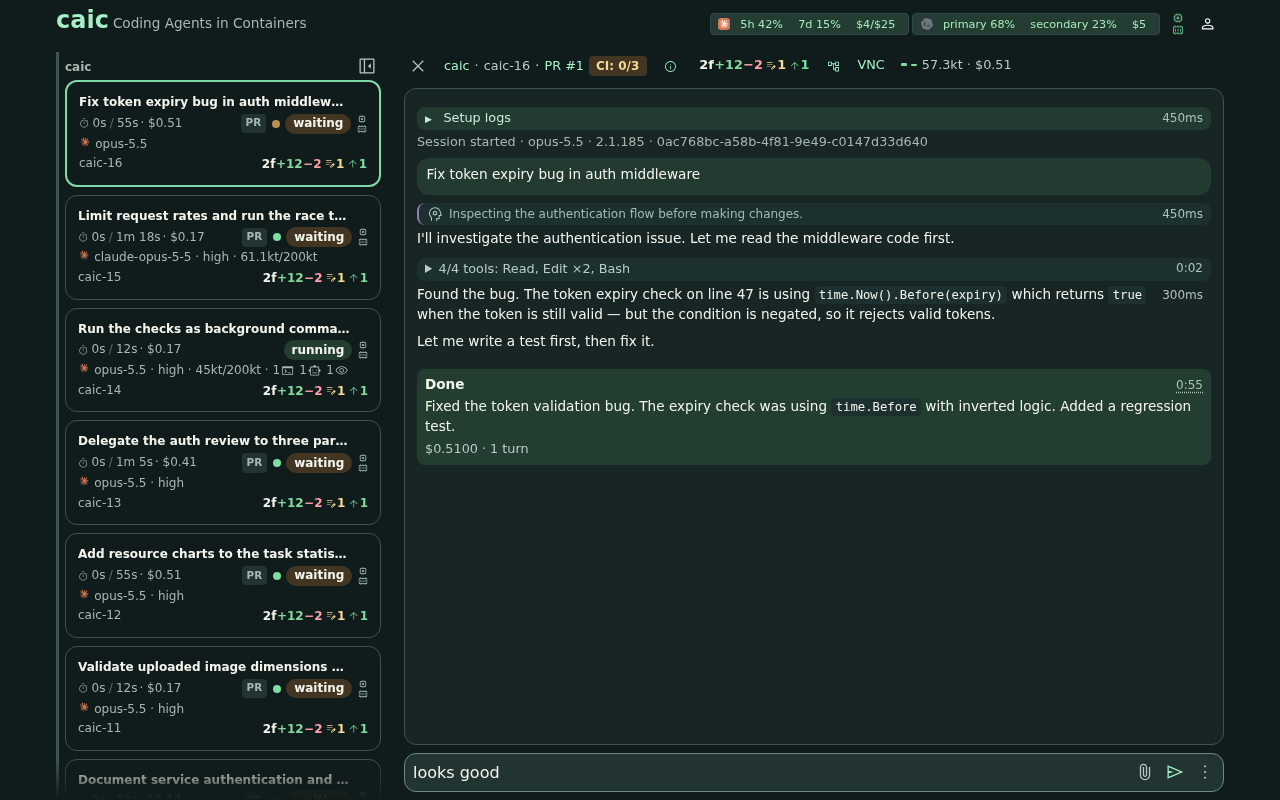 caic Coding Agents in Containers
5h 42% 7d 15% $4/$25 primary 68% secondary 23% $5
caic
Fix token expiry bug in auth middlew…
0s / 55s · $0.51 PR waiting
opus-5.5
caic-16 2f+12−2 1 ↑1
Limit request rates and run the race t…
0s / 1m 18s · $0.17 PR waiting
claude-opus-5-5 · high · 61.1kt/200kt
caic-15 2f+12−2 1 ↑1
Run the checks as background comma…
0s / 12s · $0.17 running
opus-5.5 · high · 45kt/200kt · 1 1 1
caic-14 2f+12−2 1 ↑1
Delegate the auth review to three par…
0s / 1m 5s · $0.41 PR waiting
opus-5.5 · high
caic-13 2f+12−2 1 ↑1
Add resource charts to the task statis…
0s / 55s · $0.51 PR waiting
opus-5.5 · high
caic-12 2f+12−2 1 ↑1
Validate uploaded image dimensions …
0s / 12s · $0.17 PR waiting
opus-5.5 · high
caic-11 2f+12−2 1 ↑1
Document service authentication and …
caic · caic-16 · PR #1 CI: 0/3 2f+12−2 1 ↑1 VNC 57.3kt · $0.51
▶ Setup logs 450ms
Session started · opus-5.5 · 2.1.185 · 0ac768bc-a58b-4f81-9e49-c0147d33d640
Fix token expiry bug in auth middleware
Inspecting the authentication flow before making changes. 450ms
I'll investigate the authentication issue. Let me read the middleware code first.
▶ 4/4 tools: Read, Edit ×2, Bash 0:02
Found the bug. The token expiry check on line 47 is using time.Now().Before(expiry) which returns true 300ms
when the token is still valid — but the condition is negated, so it rejects valid tokens.
Let me write a test first, then fix it.
Done 0:55
Fixed the token validation bug. The expiry check was using time.Before with inverted logic. Added a regression
test.
$0.5100 · 1 turn
looks good